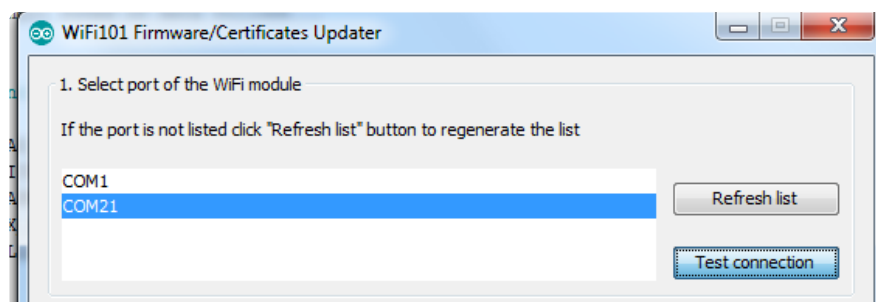 WiFi101 Firmware/Certificates Updater
1. Select port of the WiFi module
If the port is not listed click "Refresh list" button to regenerate the list
COM1
COM21
Refresh list
Test connection